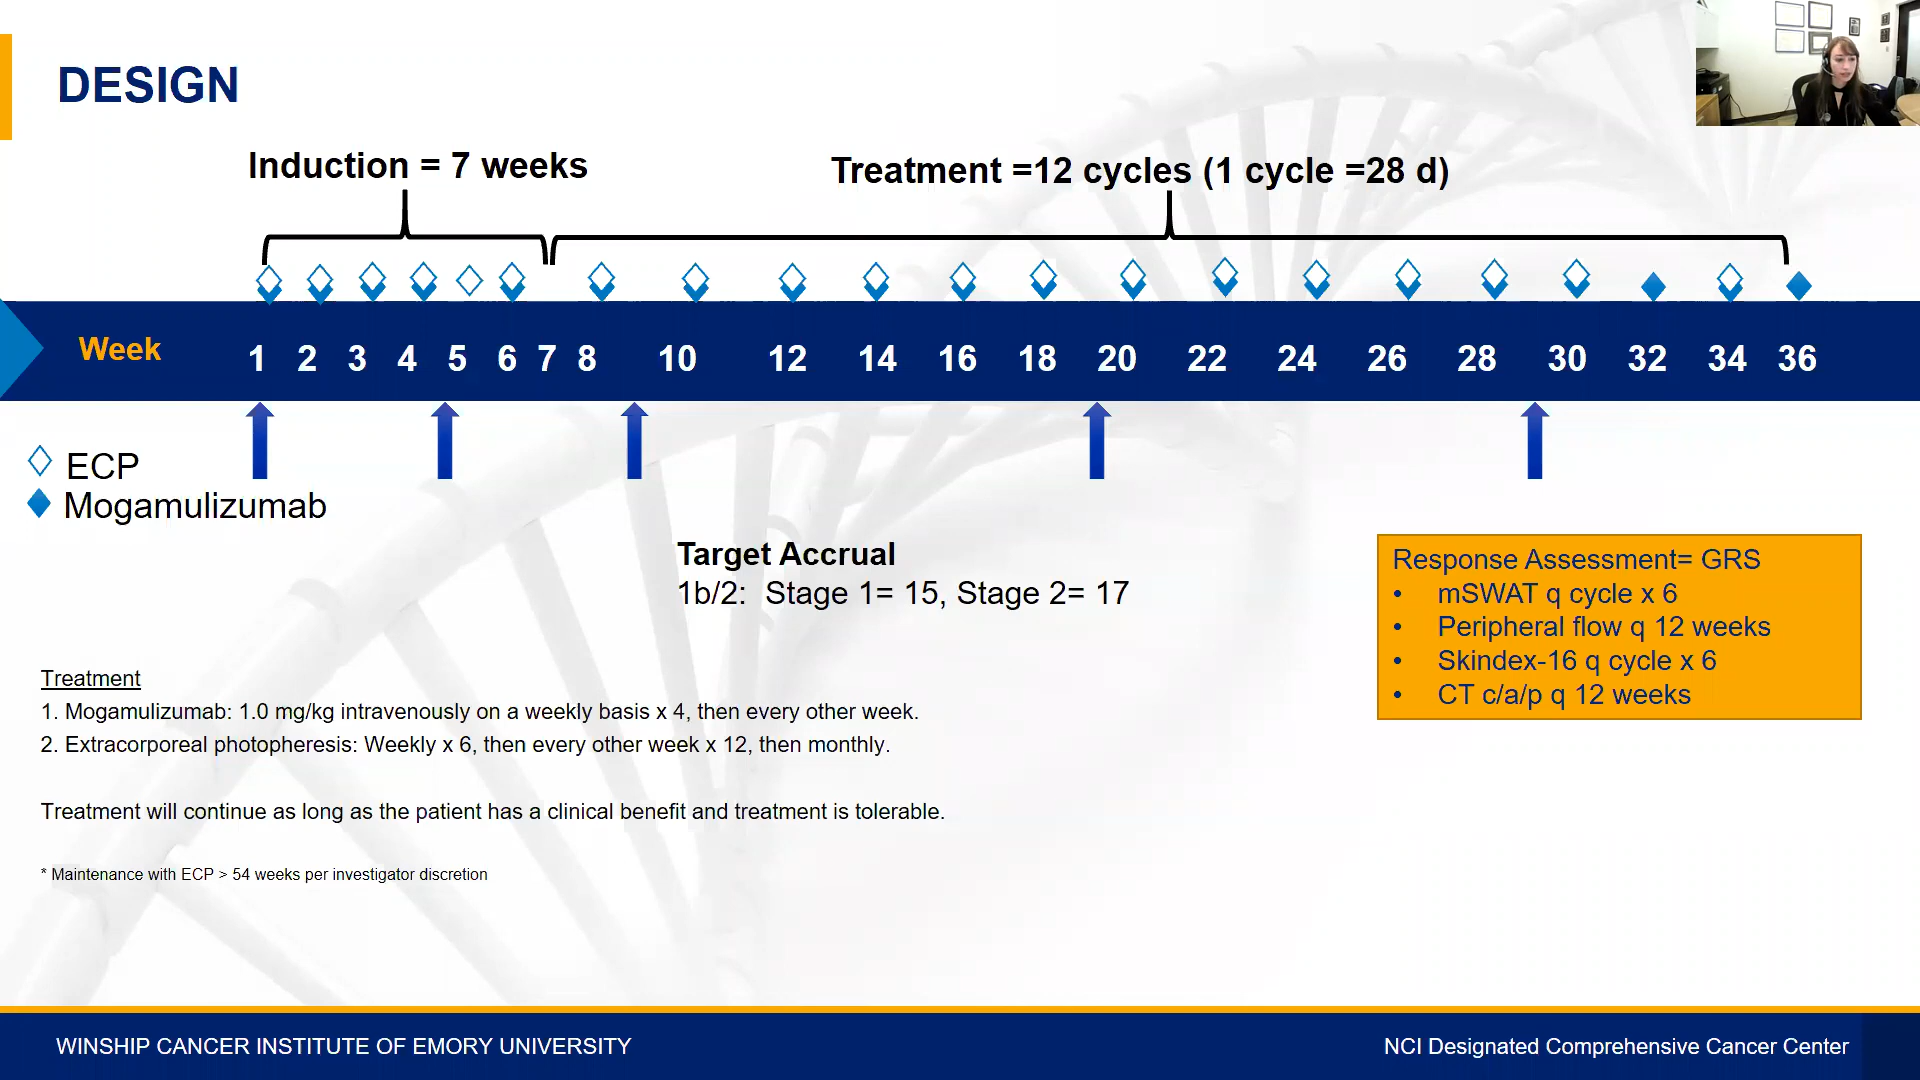 DESIGN
Induction = 7 weeks
Treatment =12 cycles (1 cycle =28 d)
Week 1 2 3 4 5 6 7 8 10 12 14 16 18 20 22 24 26 28 30 32 34 36
ECP
Mogamulizumab
Target Accrual
1b/2: Stage 1= 15, Stage 2= 17
Response Assessment= GRS
• mSWAT q cycle x 6
• Peripheral flow q 12 weeks
• Skindex-16 q cycle x 6
• CT c/a/p q 12 weeks
Treatment
1. Mogamulizumab: 1.0 mg/kg intravenously on a weekly basis x 4, then every other week.
2. Extracorporeal photopheresis: Weekly x 6, then every other week x 12, then monthly.
Treatment will continue as long as the patient has a clinical benefit and treatment is tolerable.
* Maintenance with ECP > 54 weeks per investigator discretion
WINSHIP CANCER INSTITUTE OF EMORY UNIVERSITY
NCI Designated Comprehensive Cancer Center